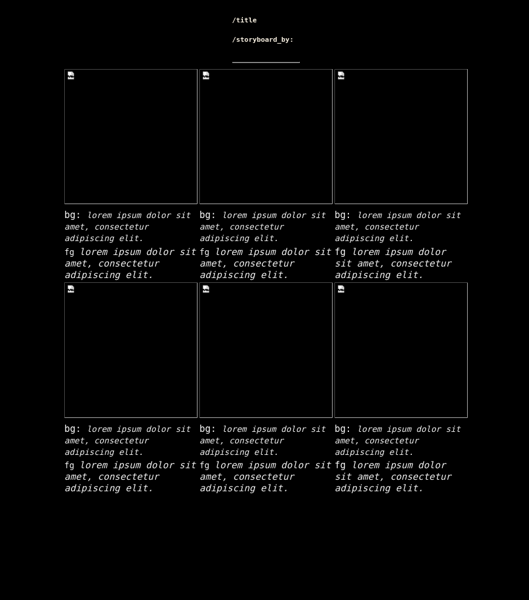 /title
/storyboard_by:
bg: lorem ipsum dolor sit
amet, consectetur
adipiscing elit.
fg lorem ipsum dolor sit
amet, consectetur
adipiscing elit.
bg: lorem ipsum dolor sit
amet, consectetur
adipiscing elit.
fg lorem ipsum dolor sit
amet, consectetur
adipiscing elit.
bg: lorem ipsum dolor sit
amet, consectetur
adipiscing elit.
fg lorem ipsum dolor
sit amet, consectetur
adipiscing elit.
bg: lorem ipsum dolor sit
amet, consectetur
adipiscing elit.
fg lorem ipsum dolor sit
amet, consectetur
adipiscing elit.
bg: lorem ipsum dolor sit
amet, consectetur
adipiscing elit.
fg lorem ipsum dolor sit
amet, consectetur
adipiscing elit.
bg: lorem ipsum dolor sit
amet, consectetur
adipiscing elit.
fg lorem ipsum dolor
sit amet, consectetur
adipiscing elit.